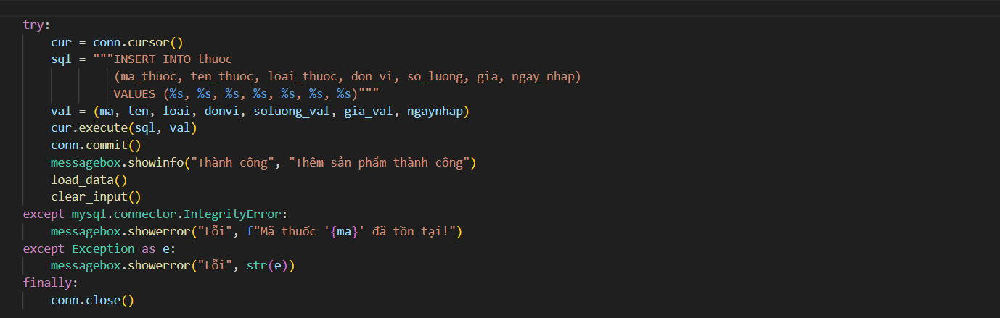 try:
    cur = conn.cursor()
    sql = """INSERT INTO thuoc
             (ma_thuoc, ten_thuoc, loai_thuoc, don_vi, so_luong, gia, ngay_nhap)
             VALUES (%s, %s, %s, %s, %s, %s, %s)"""
    val = (ma, ten, loai, donvi, soluong_val, gia_val, ngaynhap)
    cur.execute(sql, val)
    conn.commit()
    messagebox.showinfo("Thành công", "Thêm sản phẩm thành công")
    load_data()
    clear_input()
except mysql.connector.IntegrityError:
    messagebox.showerror("Lỗi", f"Mã thuốc '{ma}' đã tồn tại!")
except Exception as e:
    messagebox.showerror("Lỗi", str(e))
finally:
    conn.close()